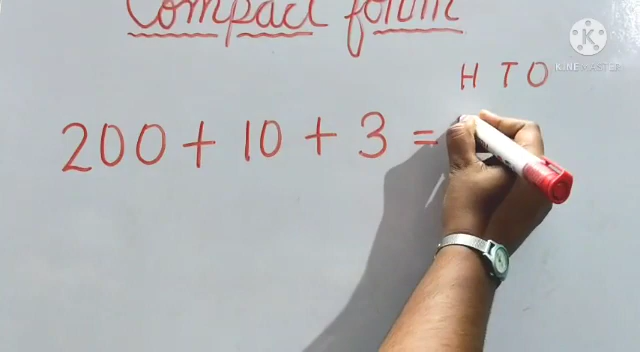 Compact form
KINEMASTER
H T O
200 + 10 + 3 =